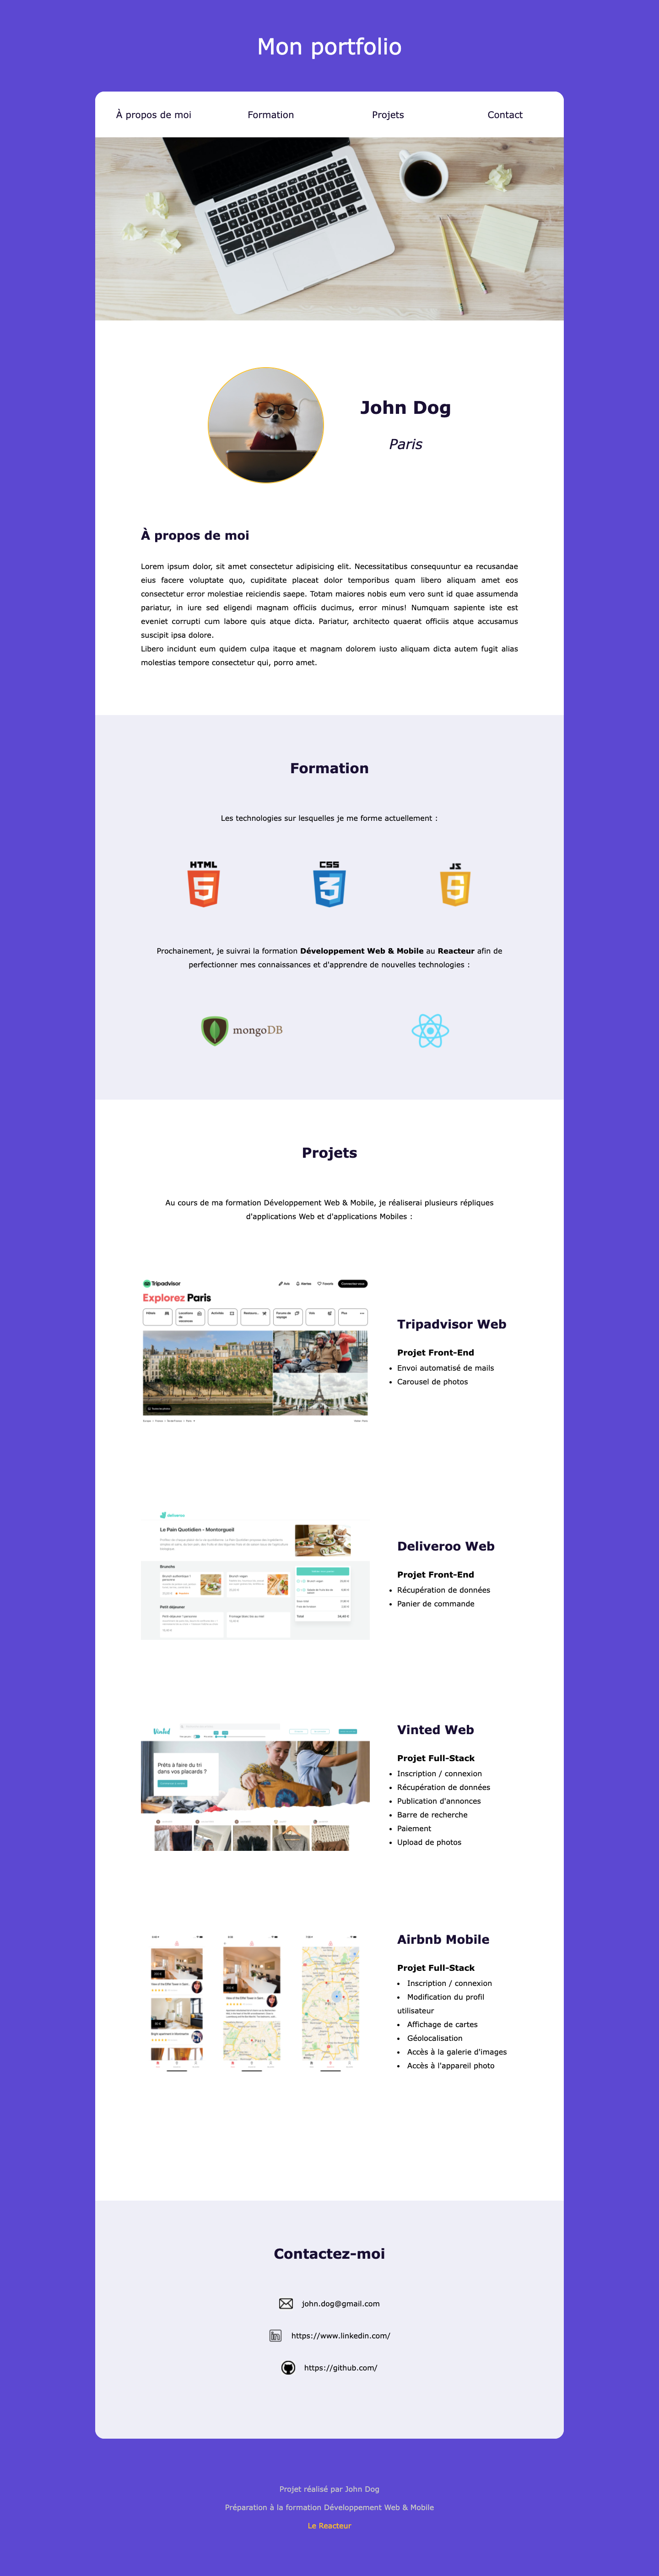 Mon portfolio
À propos de moi
Formation
Projets
Contact
John Dog
Paris
À propos de moi
Lorem ipsum dolor, sit amet consectetur adipisicing elit. Necessitatibus consequuntur ea recusandae
eius facere voluptate quo, cupiditate placeat dolor temporibus quam libero aliquam amet eos
consectetur error molestiae reiciendis saepe. Totam maiores nobis eum vero sunt id quae assumenda
pariatur, in iure sed eligendi magnam officiis ducimus, error minus! Numquam sapiente iste est
eveniet corrupti cum labore quis atque dicta. Pariatur, architecto quaerat officiis atque accusamus
suscipit ipsa dolore.
Libero incidunt eum quidem culpa itaque et magnam dolorem iusto aliquam dicta autem fugit alias
molestias tempore consectetur qui, porro amet.
Formation
Les technologies sur lesquelles je me forme actuellement :
HTML
5
CSS
3
JS
5
Prochainement, je suivrai la formation Développement Web & Mobile au Reacteur afin de
perfectionner mes connaissances et d'apprendre de nouvelles technologies :
mongoDB
Projets
Au cours de ma formation Développement Web & Mobile, je réaliserai plusieurs répliques
d'applications Web et d'applications Mobiles :
Tripadvisor
Explorez Paris
Tripadvisor Web
Projet Front-End
• Envoi automatisé de mails
• Carousel de photos
deliveroo
Le Pain Quotidien - Montorgueil
Brunchs
Petit déjeuner
Total
Deliveroo Web
Projet Front-End
• Récupération de données
• Panier de commande
Vinted
Prêts à faire du tri
dans vos placards ?
Vinted Web
Projet Full-Stack
• Inscription / connexion
• Récupération de données
• Publication d'annonces
• Barre de recherche
• Paiement
• Upload de photos
Airbnb Mobile
Projet Full-Stack
• Inscription / connexion
• Modification du profil
utilisateur
• Affichage de cartes
• Géolocalisation
• Accès à la galerie d'images
• Accès à l'appareil photo
Contactez-moi
john.dog@gmail.com
https://www.linkedin.com/
https://github.com/
Projet réalisé par John Dog
Préparation à la formation Développement Web & Mobile
Le Reacteur